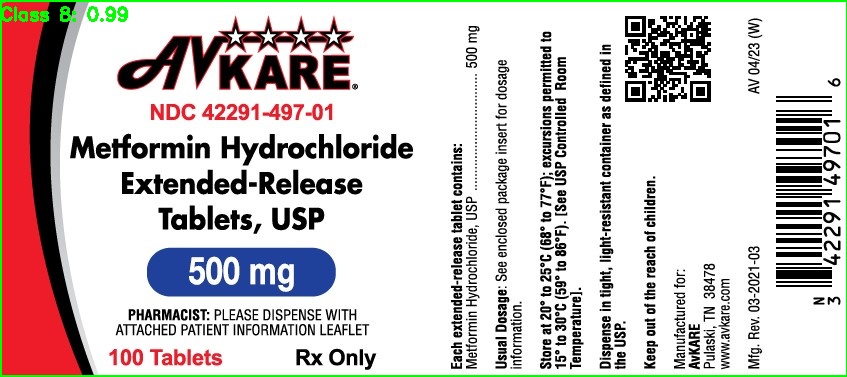 Class 8: 0.99
AVKARE®
NDC 42291-497-01
Metformin Hydrochloride
Extended-Release
Tablets, USP
500 mg
PHARMACIST: PLEASE DISPENSE WITH
ATTACHED PATIENT INFORMATION LEAFLET
100 Tablets
Rx Only
Each extended-release tablet contains:
Metformin Hydrochloride, USP .......................... 500 mg
Usual Dosage: See enclosed package insert for dosage
information.
Store at 20° to 25°C (68° to 77°F); excursions permitted to
15° to 30°C (59° to 86°F). [See USP Controlled Room
Temperature].
Dispense in tight, light-resistant container as defined in
the USP.
Keep out of the reach of children.
Manufactured for:
AvKARE
Pulaski, TN 38478
www.avkare.com
Mfg. Rev. 03-2021-03
AV 04/23 (W)
N
3 42291 49701 6